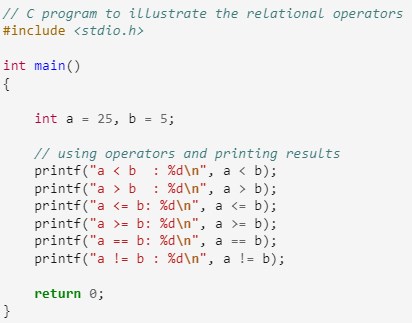 // C program to illustrate the relational operators
#include <stdio.h>
int main()
{
int a = 25, b = 5;
// using operators and printing results
printf("a < b  : %d\n", a < b);
printf("a > b  : %d\n", a > b);
printf("a <= b: %d\n", a <= b);
printf("a >= b: %d\n", a >= b);
printf("a == b: %d\n", a == b);
printf("a != b : %d\n", a != b);
return 0;
}